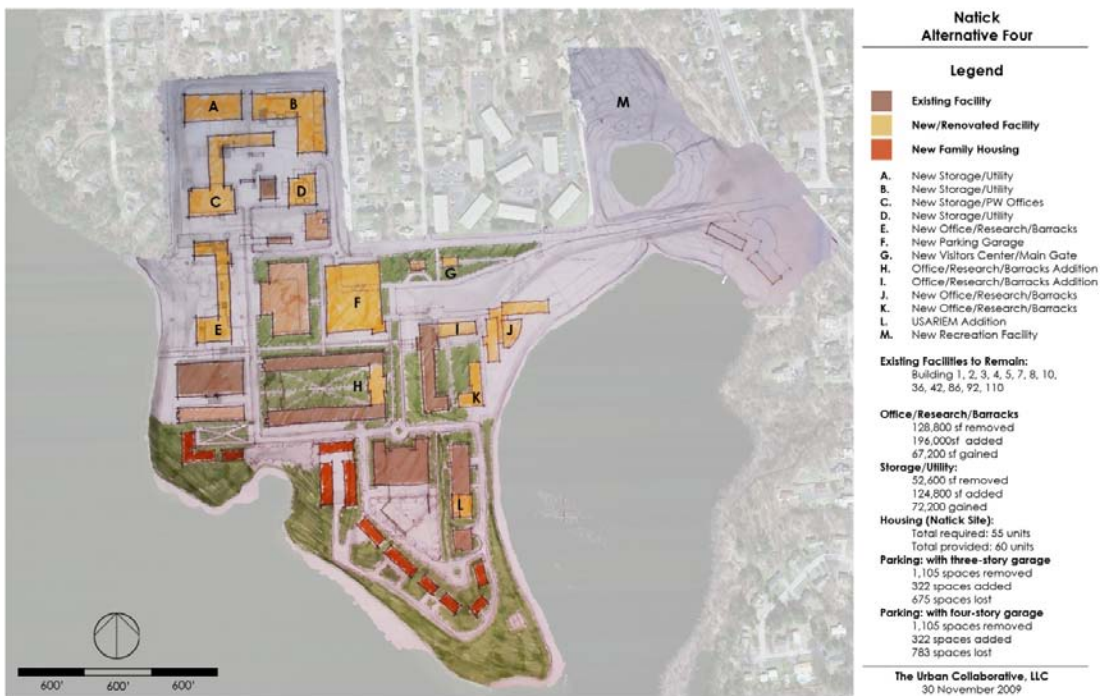 Natick
Alternative Four
Legend
Existing Facility
New/Renovated Facility
New Family Housing
A. New Storage/Utility
B. New Storage/Utility
C. New Storage/PW Offices
D. New Storage/Utility
E. New Office/Research/Barracks
F. New Parking Garage
G. New Visitors Center/Main Gate
H. Office/Research/Barracks Addition
I. Office/Research/Barracks Addition
J. New Office/Research/Barracks
K. New Office/Research/Barracks
L. USARIEM Addition
M. New Recreation Facility
Existing Facilities to Remain:
Building 1, 2, 3, 4, 5, 7, 8, 10,
36, 42, 86, 92, 110
Office/Research/Barracks
128,800 sf removed
196,000sf added
67,200 sf gained
Storage/Utility:
52,600 sf removed
124,800 sf added
72,200 gained
Housing (Natick Site):
Total required: 55 units
Total provided: 60 units
Parking: with three-story garage
1,105 spaces removed
322 spaces added
675 spaces lost
Parking: with four-story garage
1,105 spaces removed
322 spaces added
783 spaces lost
The Urban Collaborative, LLC
30 November 2009
A
B
M
C
D
G
F
E
I
J
H
K
L
600' 600' 600'